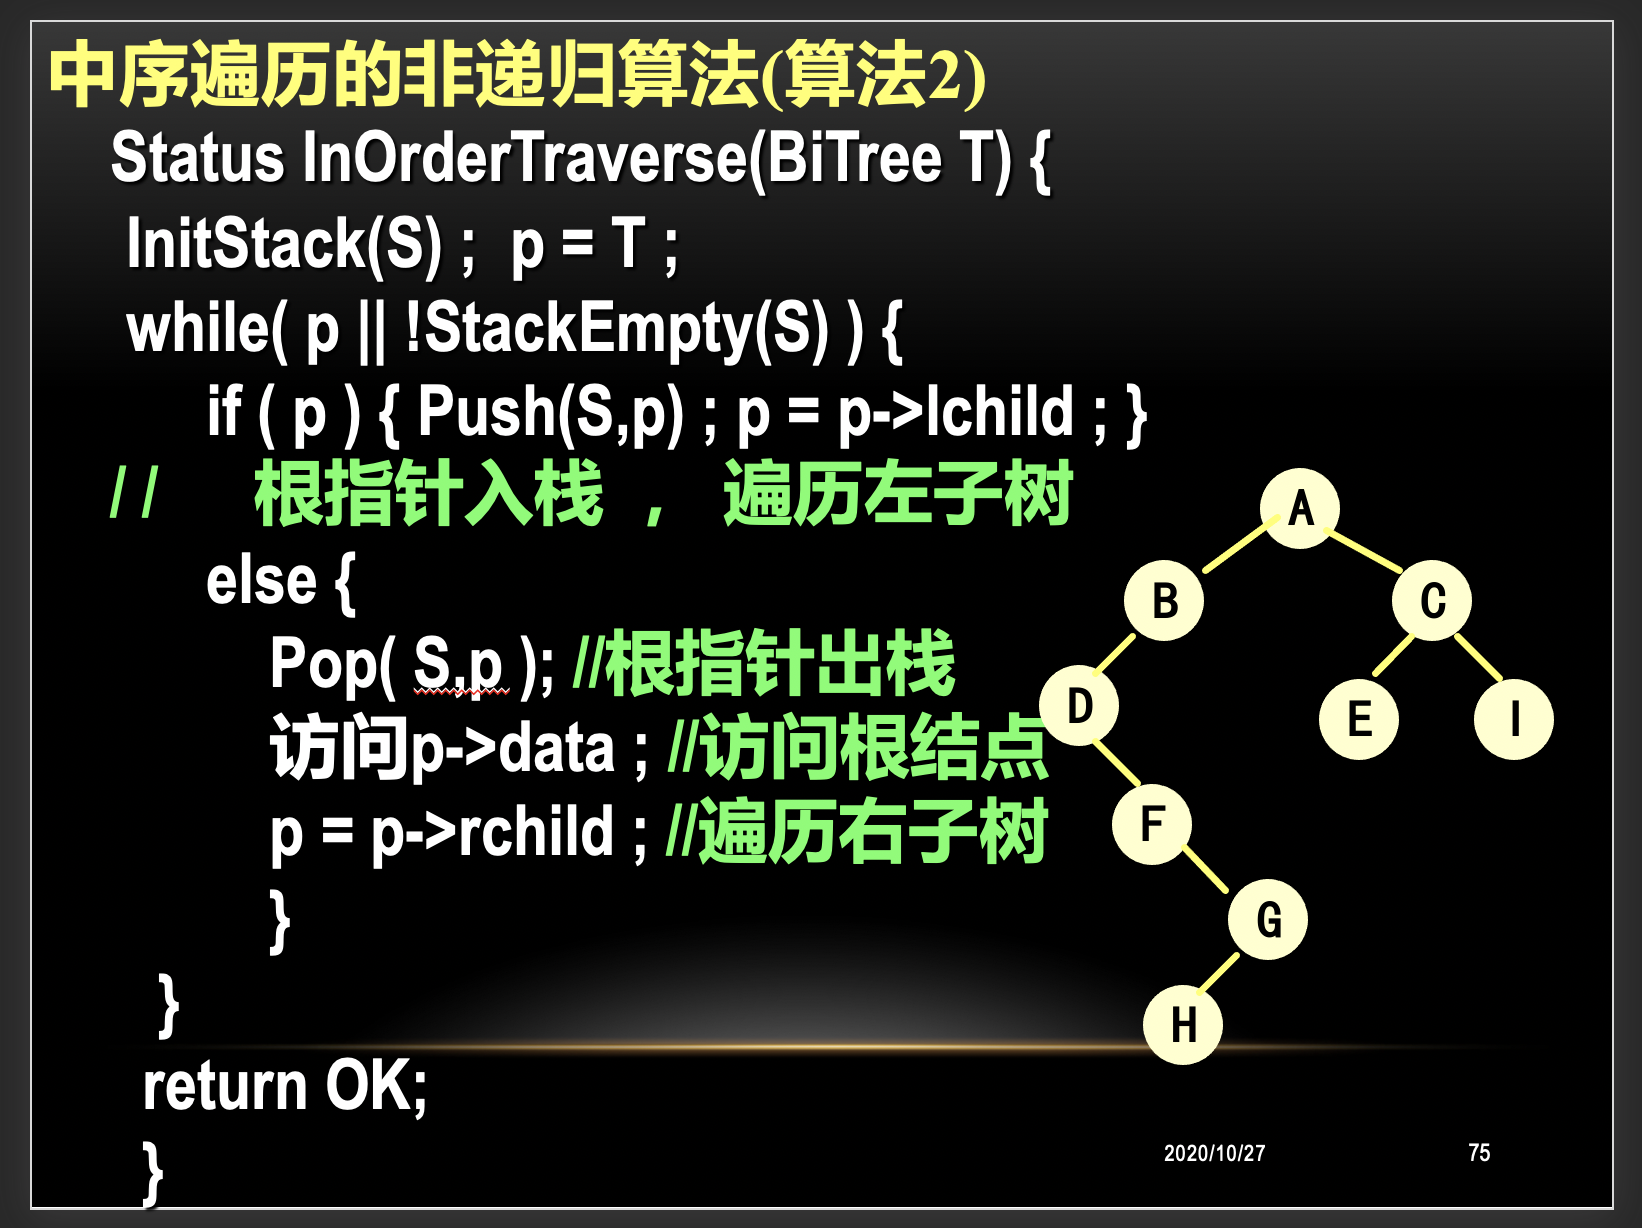 中序遍历的非递归算法(算法2)
Status InOrderTraverse(BiTree T) {
InitStack(S) ;  p = T ;
while( p || !StackEmpty(S) ) {
if ( p ) { Push(S,p) ; p = p->lchild ; }
//  根指针入栈 ， 遍历左子树
else {
Pop( S,p ); //根指针出栈
访问p->data ; //访问根结点
p = p->rchild ; //遍历右子树
}
}
return OK;
}
A
B
C
D
E
I
F
G
H
2020/10/27
75